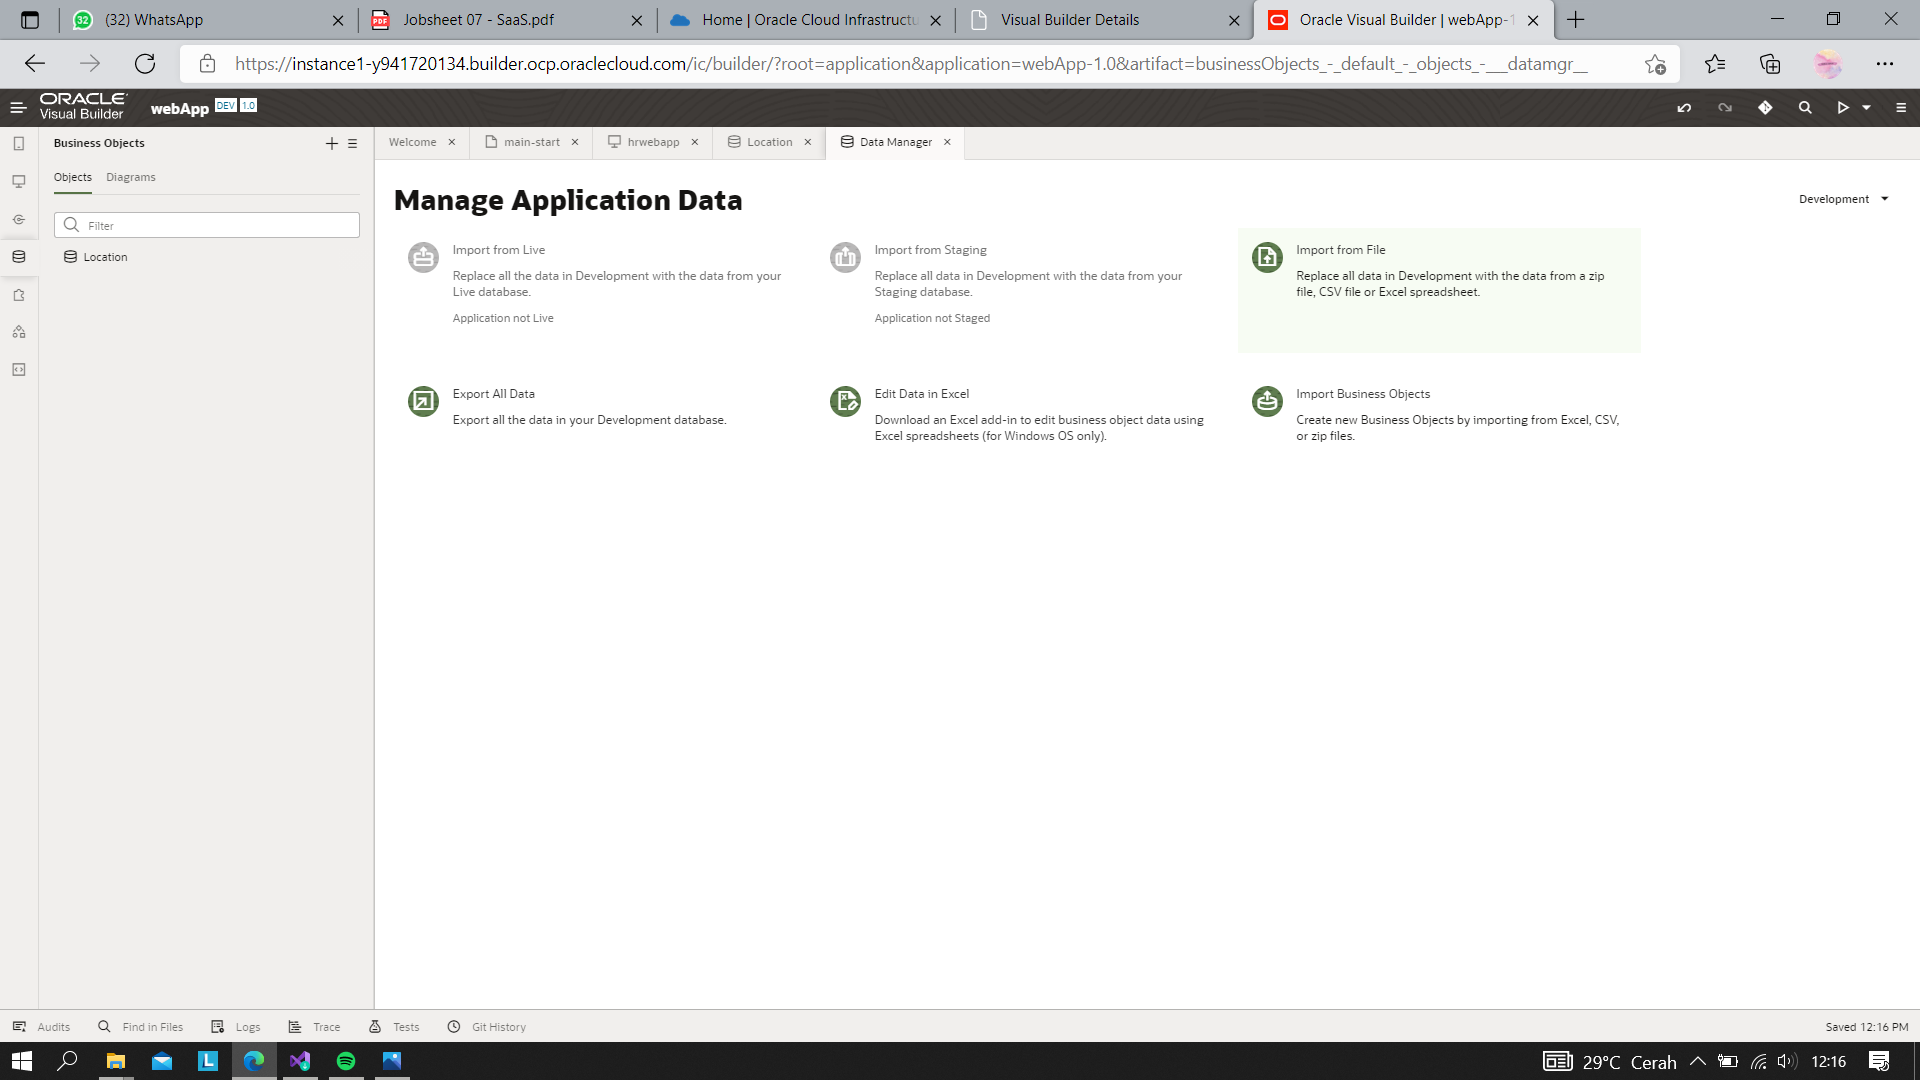 32
(32) WhatsApp
PDF
Jobsheet 07 - SaaS.pdf
Home | Oracle Cloud Infrastructu
Visual Builder Details
Oracle Visual Builder | webApp-1
https://instance1-y941720134.builder.ocp.oraclecloud.com/ic/builder/?root=application&application=webApp-1.0&artifact=businessObjects_-_default_-_objects_-___datamgr__
ORACLE
Visual Builder
webApp
DEV
1.0
Business Objects
Objects
Diagrams
Filter
Location
Welcome
main-start
hrwebapp
Location
Data Manager
Manage Application Data
Development
Import from Live
Replace all the data in Development with the data from your
Live database.
Application not Live
Import from Staging
Replace all data in Development with the data from your
Staging database.
Application not Staged
Import from File
Replace all data in Development with the data from a zip
file, CSV file or Excel spreadsheet.
Export All Data
Export all the data in your Development database.
Edit Data in Excel
Download an Excel add-in to edit business object data using
Excel spreadsheets (for Windows OS only).
Import Business Objects
Create new Business Objects by importing from Excel, CSV,
or zip files.
Audits
Find in Files
Logs
Trace
Tests
Git History
Saved 12:16 PM
L
29°C Cerah
12:16